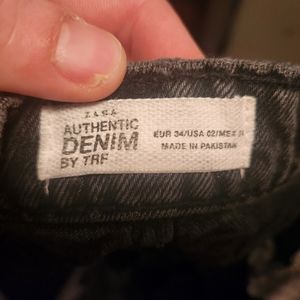 ZARA
AUTHENTIC
DENIM
BY TRF
EUR 34/USA 02/MEX
MADE IN PAKISTAN